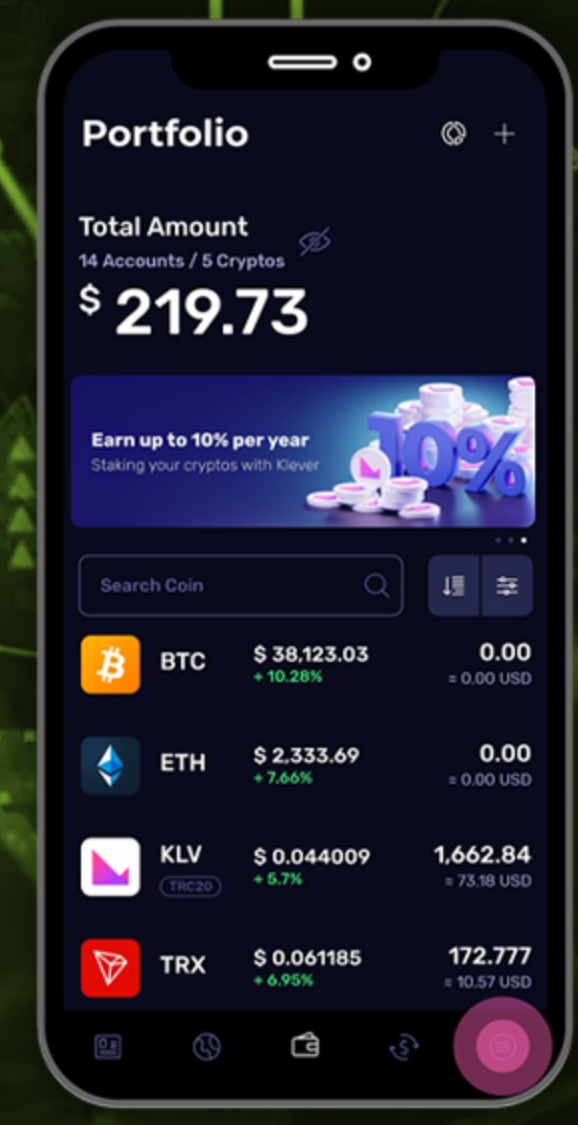 Portfolio
Total Amount
14 Accounts / 5 Cryptos
$ 219.73
Earn up to 10% per year
Staking your cryptos with Klever
10%
Search Coin
BTC $ 38,123.03 0.00
+ 10.28% ≈ 0.00 USD
ETH $ 2,333.69 0.00
+ 7.66% ≈ 0.00 USD
KLV $ 0.044009 1,662.84
TRC20 + 5.7% ≈ 73.18 USD
TRX $ 0.061185 172.777
+ 6.95% ≈ 10.57 USD